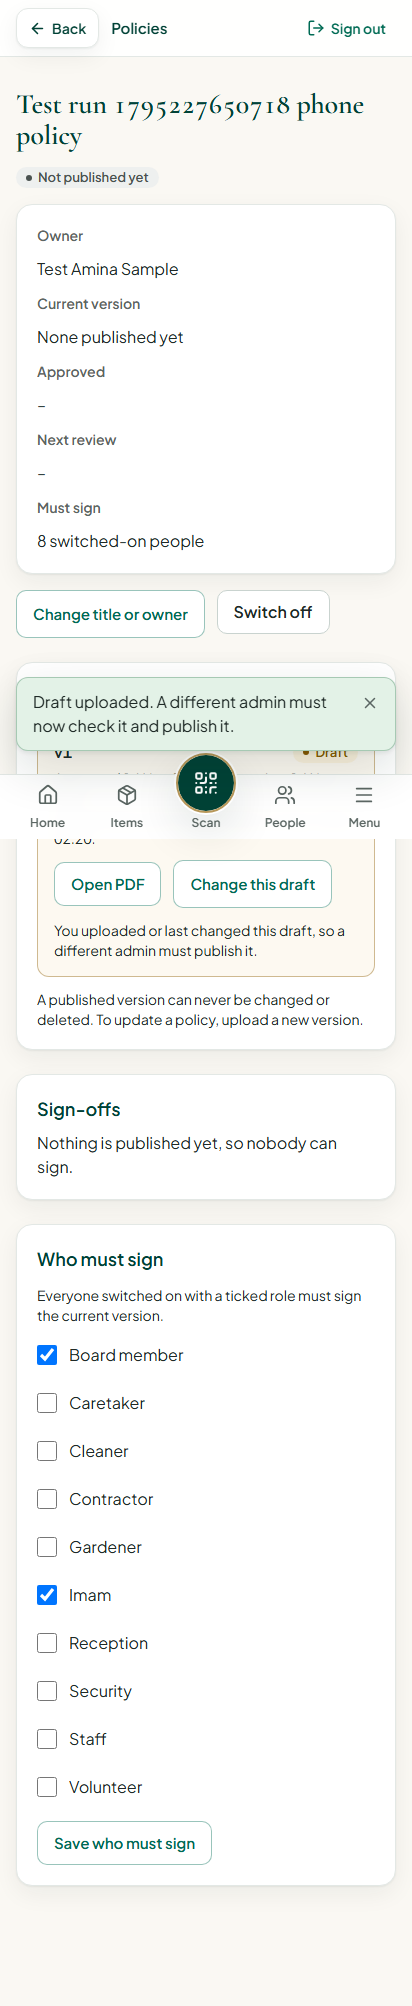 Back
Policies
Sign out
Test run 1795227650718 phone
policy
Not published yet
Owner
Test Amina Sample
Current version
None published yet
Approved
–
Next review
–
Must sign
8 switched-on people
Change title or owner
Switch off
Draft uploaded. A different admin must
now check it and publish it.
v1
Draft
Home
Items
Scan
People
Menu
02:20.
Open PDF
Change this draft
You uploaded or last changed this draft, so a
different admin must publish it.
A published version can never be changed or
deleted. To update a policy, upload a new version.
Sign-offs
Nothing is published yet, so nobody can
sign.
Who must sign
Everyone switched on with a ticked role must sign
the current version.
Board member
Caretaker
Cleaner
Contractor
Gardener
Imam
Reception
Security
Staff
Volunteer
Save who must sign